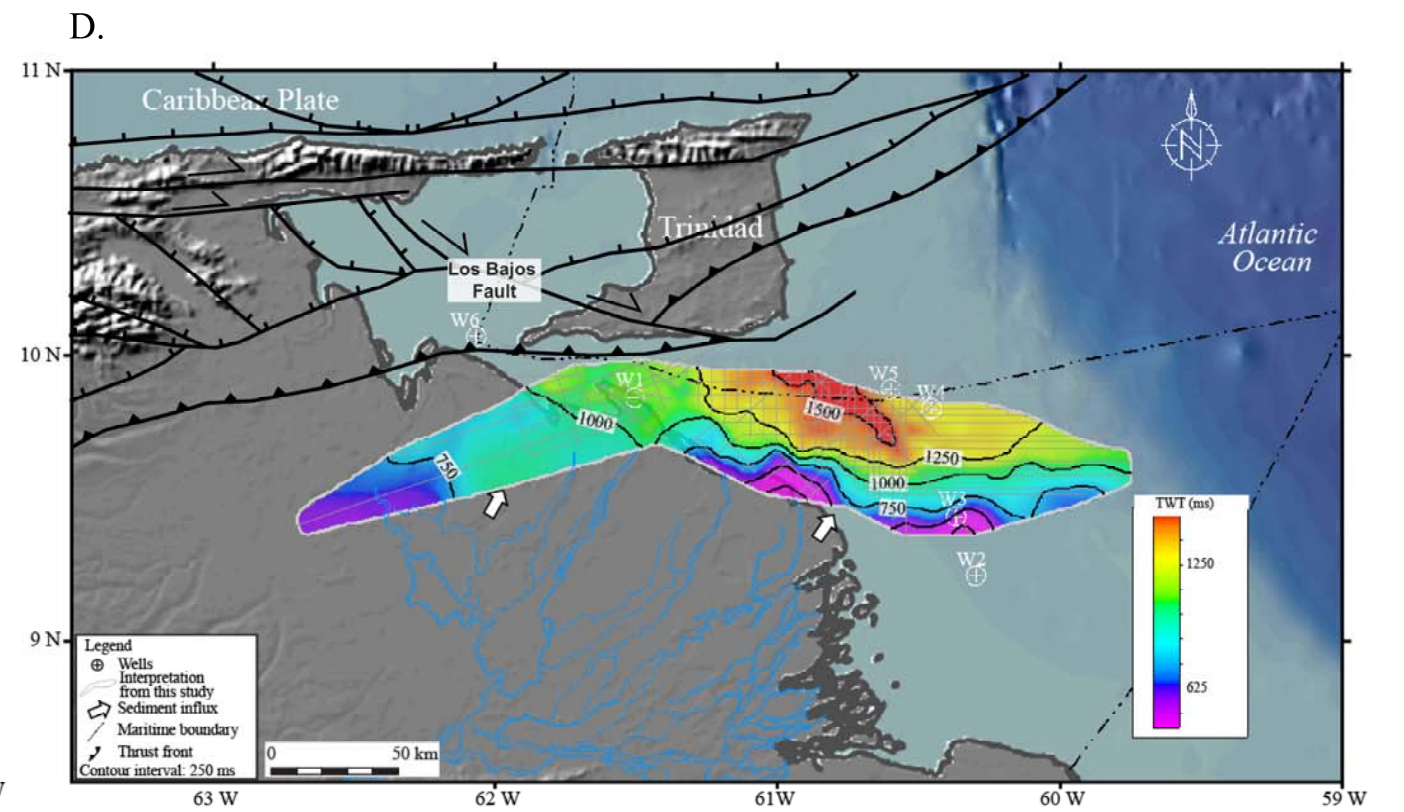 D.
11 N
Caribbean Plate
Trinidad
Atlantic
Ocean
Los Bajos
Fault
W6
10 N
W1
W5
W4
1000
1500
750
1250
1000
750
W3
W2
TWT (ms)
1250
625
9 N
Legend
Wells
Interpretation
from this study
Sediment influx
Maritime boundary
Thrust front
Contour interval: 250 ms
0 50 km
63 W 62 W 61W 60 W 59 W